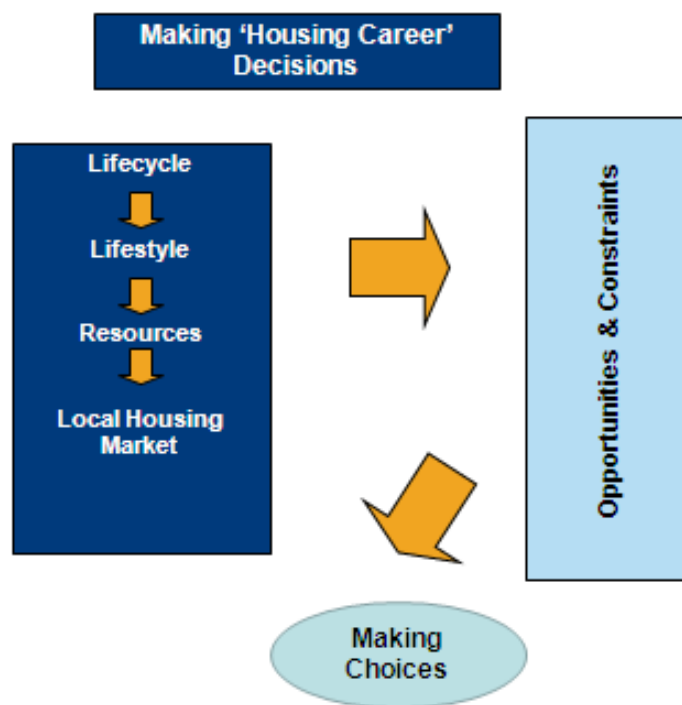 Making ‘Housing Career’
Decisions
Lifecycle
Lifestyle
Resources
Local Housing
Market
Opportunities & Constraints
Making
Choices